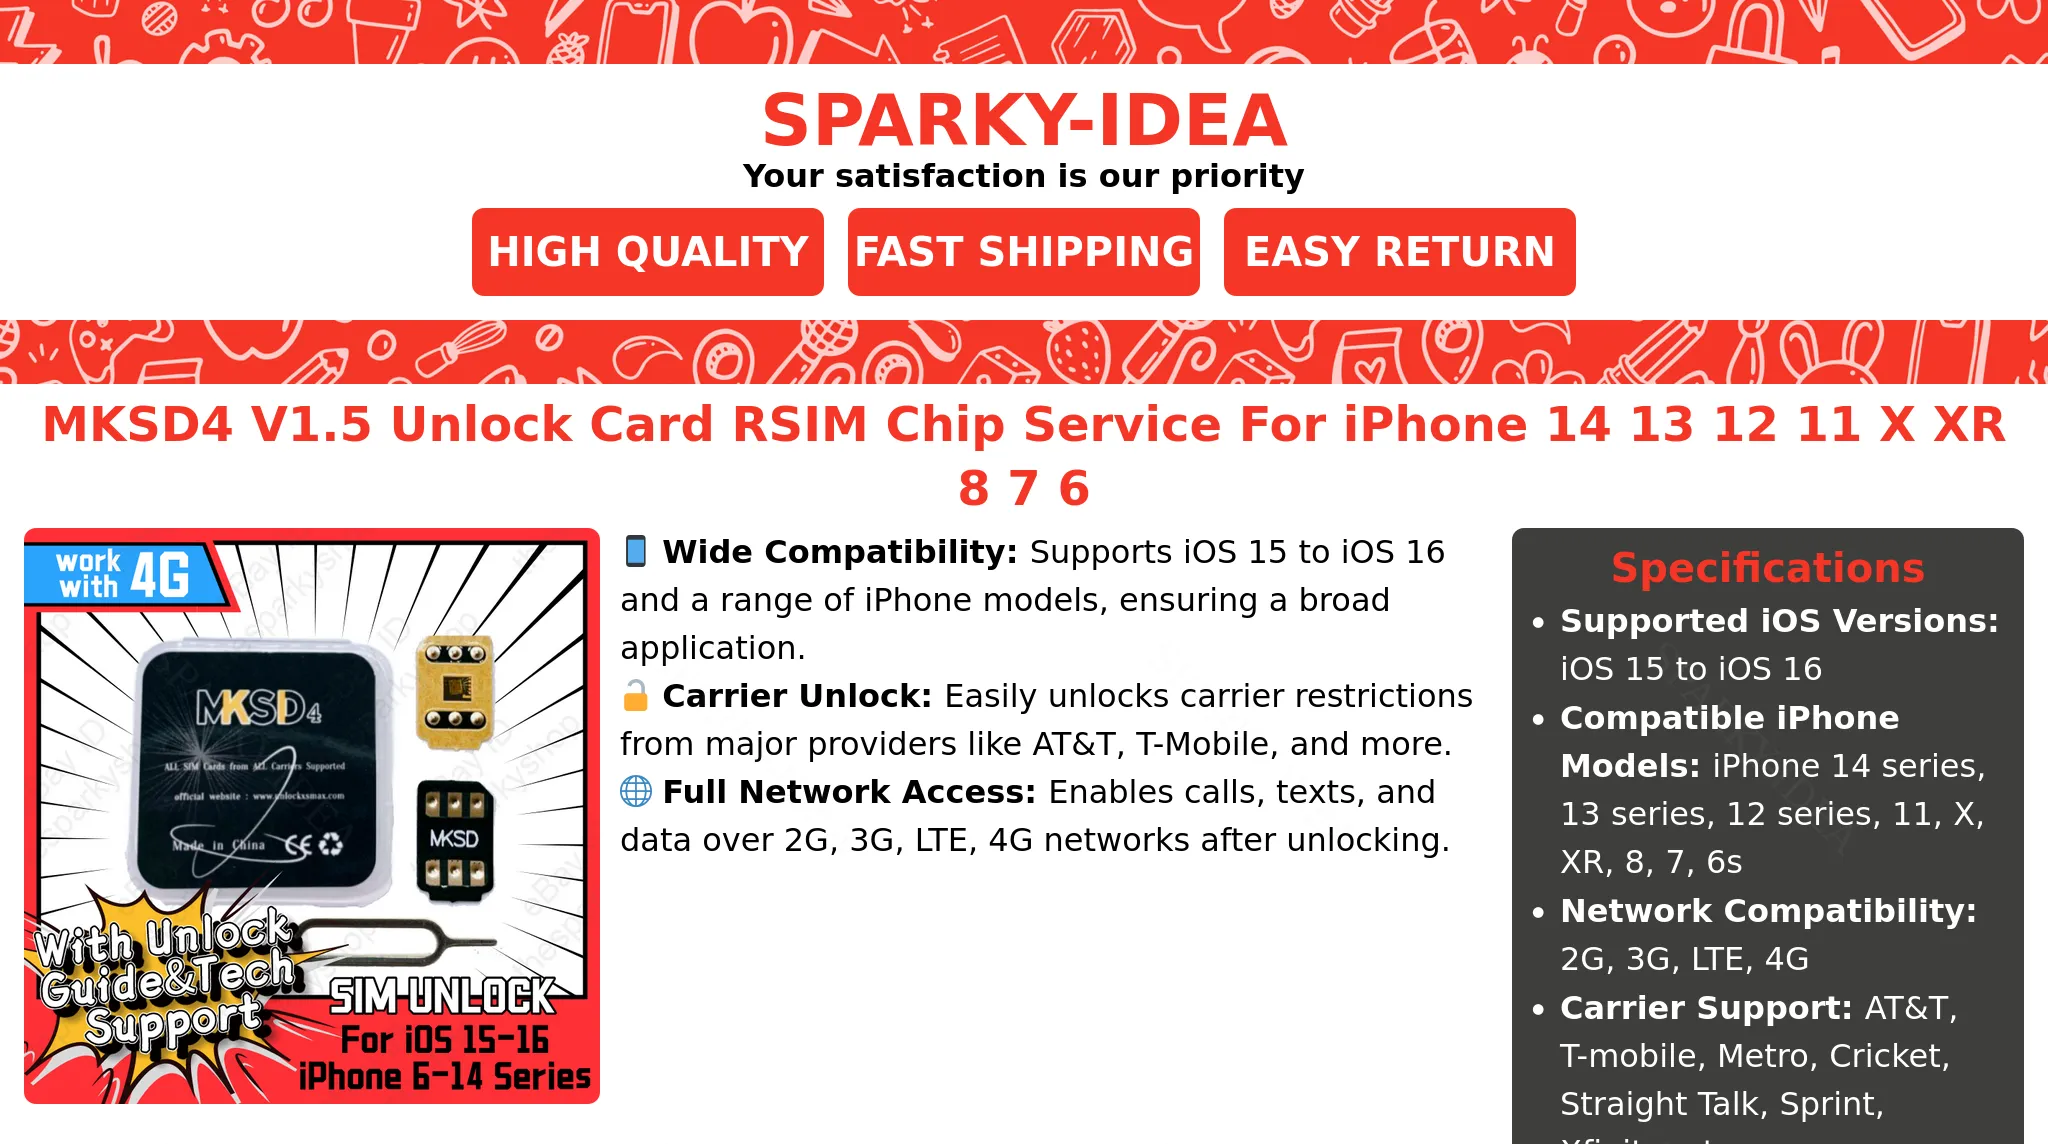 SPARKY-IDEA
Your satisfaction is our priority
HIGH QUALITY
FAST SHIPPING
EASY RETURN
MKSD4 V1.5 Unlock Card RSIM Chip Service For iPhone 14 13 12 11 X XR
8 7 6
work
with 4G
MKSD4
ALL SIM Cards from ALL Carriers Supported
official website : www.unlockxsmax.com
Made in China
CE
MKSD
With Unlock
Guide&Tech
Support
SIM UNLOCK
For iOS 15-16
iPhone 6-14 Series
Wide Compatibility: Supports iOS 15 to iOS 16
and a range of iPhone models, ensuring a broad
application.
Carrier Unlock: Easily unlocks carrier restrictions
from major providers like AT&T, T-Mobile, and more.
Full Network Access: Enables calls, texts, and
data over 2G, 3G, LTE, 4G networks after unlocking.
Specifications
• Supported iOS Versions:
iOS 15 to iOS 16
• Compatible iPhone
Models: iPhone 14 series,
13 series, 12 series, 11, X,
XR, 8, 7, 6s
• Network Compatibility:
2G, 3G, LTE, 4G
• Carrier Support: AT&T,
T-mobile, Metro, Cricket,
Straight Talk, Sprint,